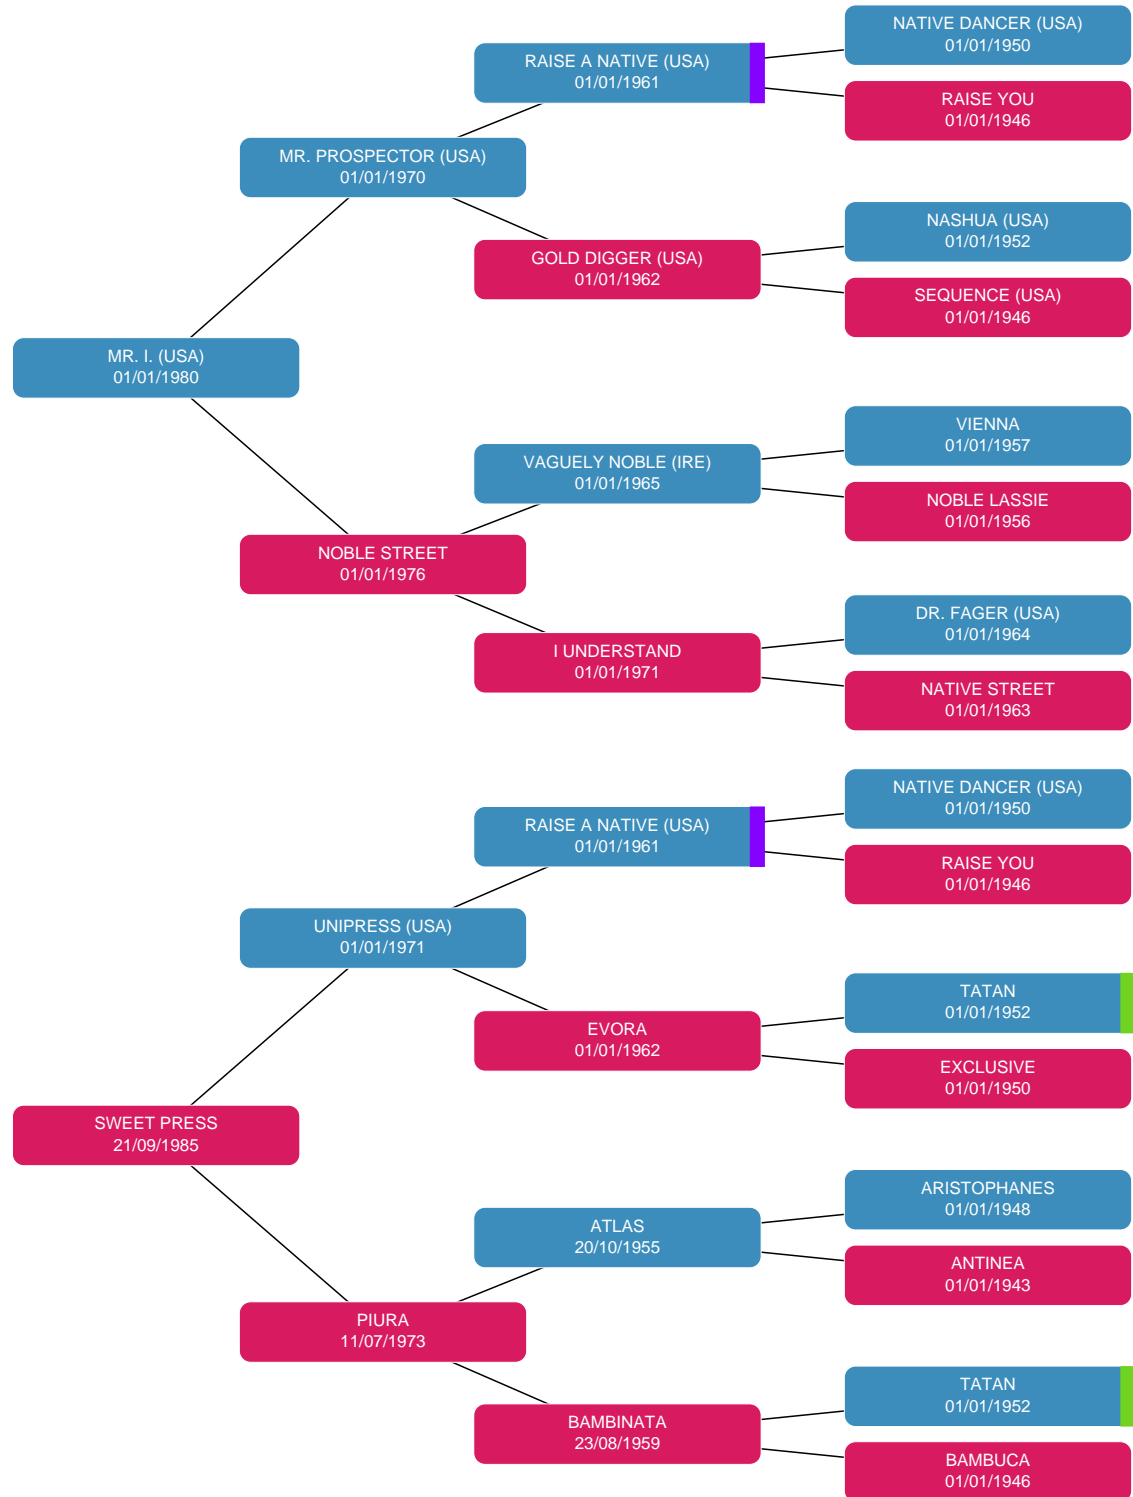 NATIVE DANCER (USA)
01/01/1950
RAISE A NATIVE (USA)
01/01/1961
RAISE YOU
01/01/1946
MR. PROSPECTOR (USA)
01/01/1970
NASHUA (USA)
01/01/1952
GOLD DIGGER (USA)
01/01/1962
SEQUENCE (USA)
01/01/1946
MR. I. (USA)
01/01/1980
VIENNA
01/01/1957
VAGUELY NOBLE (IRE)
01/01/1965
NOBLE LASSIE
01/01/1956
NOBLE STREET
01/01/1976
DR. FAGER (USA)
01/01/1964
I UNDERSTAND
01/01/1971
NATIVE STREET
01/01/1963
NATIVE DANCER (USA)
01/01/1950
RAISE A NATIVE (USA)
01/01/1961
RAISE YOU
01/01/1946
UNIPRESS (USA)
01/01/1971
TATAN
01/01/1952
EVORA
01/01/1962
EXCLUSIVE
01/01/1950
SWEET PRESS
21/09/1985
ARISTOPHANES
01/01/1948
ATLAS
20/10/1955
ANTINEA
01/01/1943
PIURA
11/07/1973
TATAN
01/01/1952
BAMBINATA
23/08/1959
BAMBUCA
01/01/1946